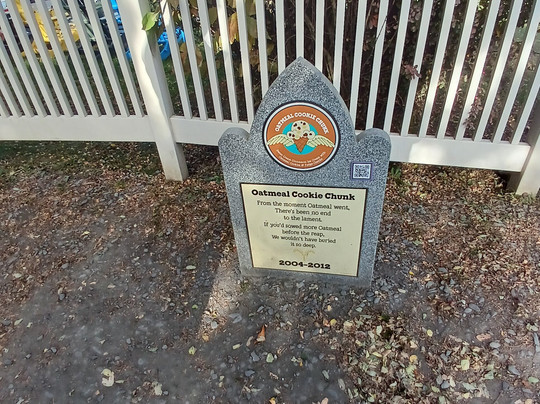 OATMEAL COOKIE CHUNK
Oatmeal Cookie Chunk
From the moment Oatmeal went,
There's been no end
to the lament.
If you'd sowed more Oatmeal
before the reap,
We wouldn't have buried
it so deep.
2004-2012